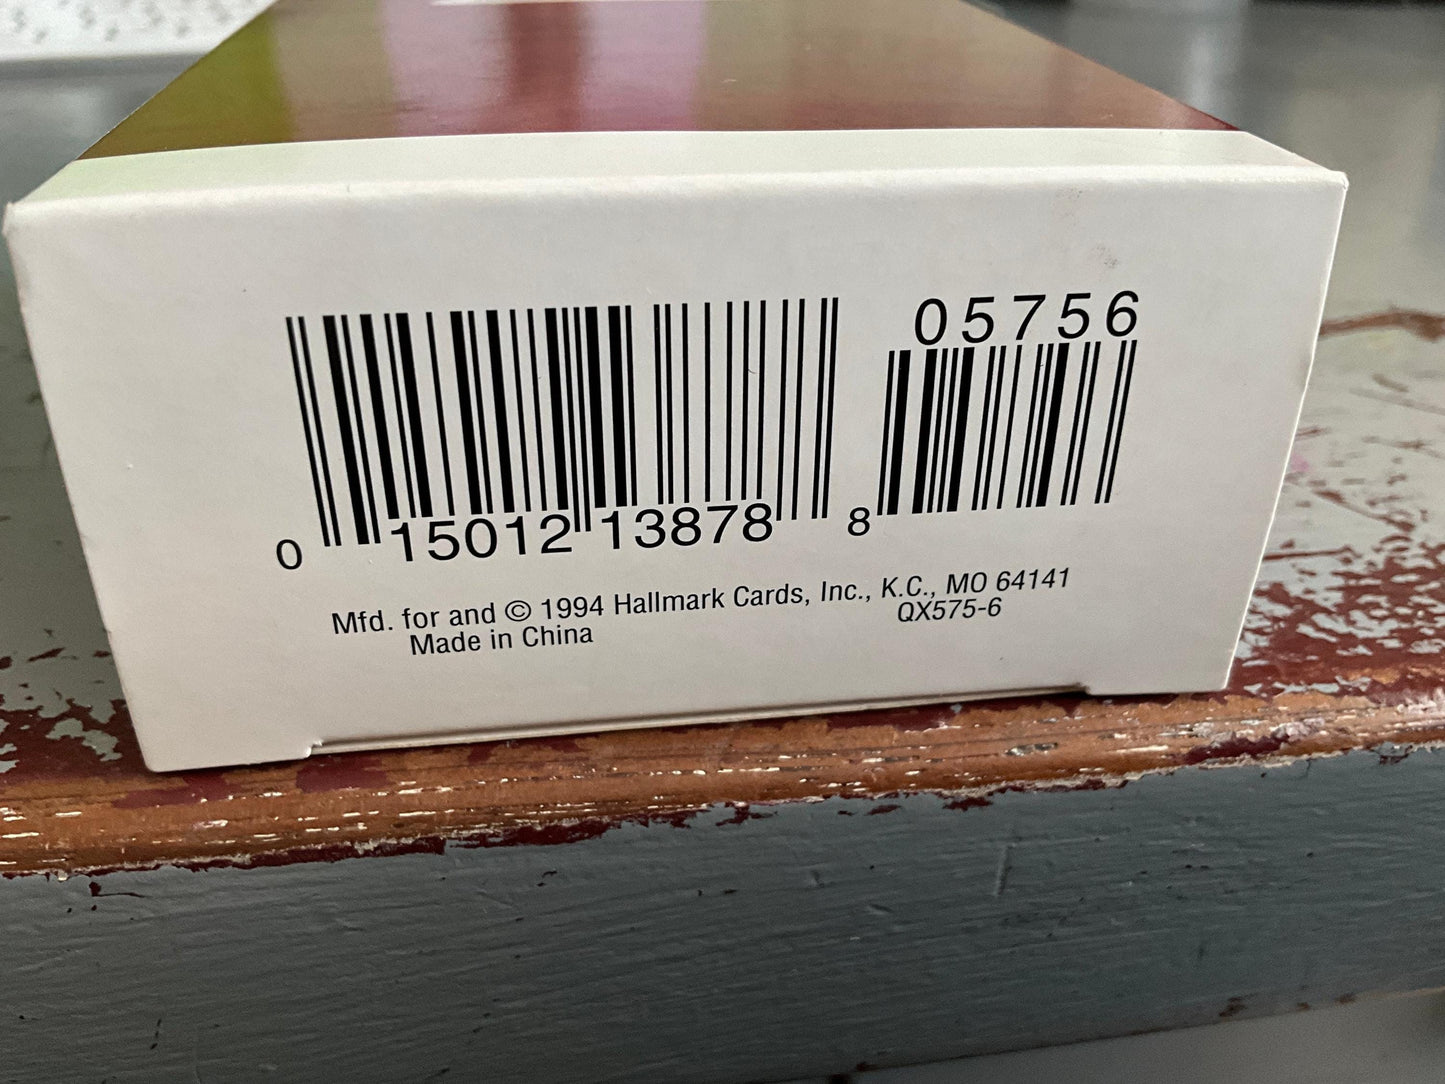 05756
0 15012 13878 8
Mfd. for and © 1994 Hallmark Cards, Inc., K.C., MO 64141
Made in China QX575-6